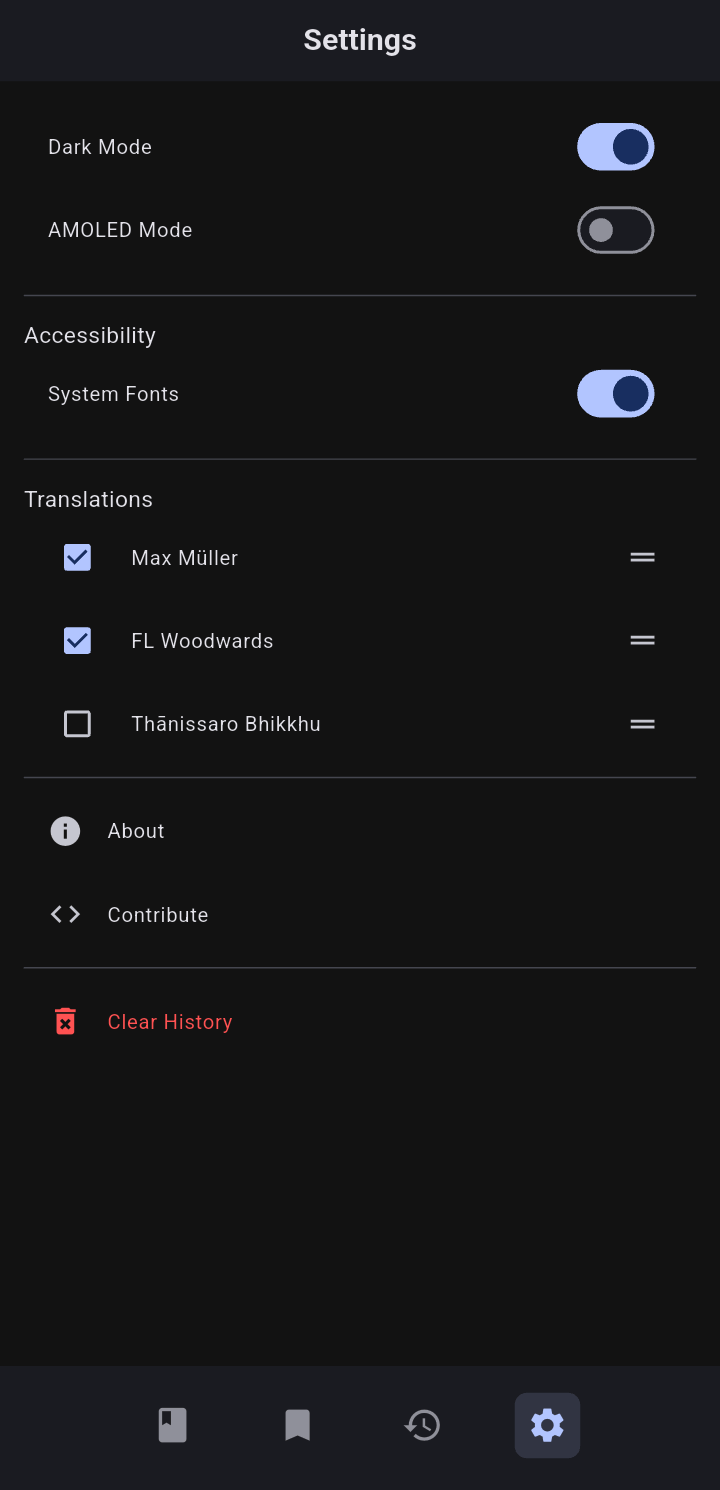 Settings
Dark Mode
AMOLED Mode
Accessibility
System Fonts
Translations
Max Müller
FL Woodwards
Thānissaro Bhikkhu
About
Contribute
Clear History